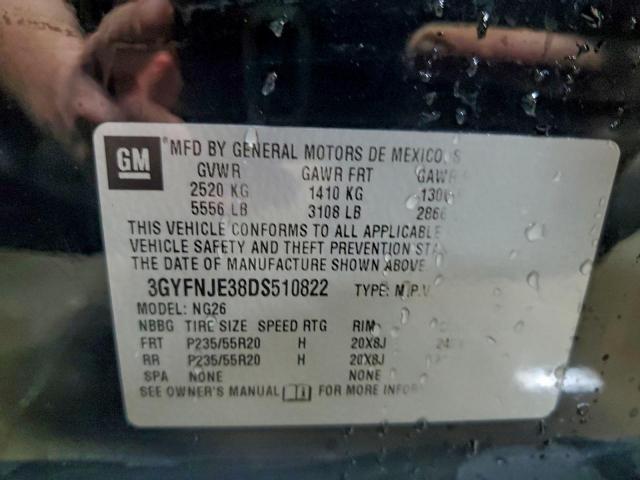 GM
MFD BY GENERAL MOTORS DE MEXICO
GVWR GAWR FRT GAWR
2520 KG 1410 KG
5556 LB 3108 LB
THIS VEHICLE CONFORMS TO ALL APPLICABLE
VEHICLE SAFETY AND THEFT PREVENTION
THE DATE OF MANUFACTURE SHOWN ABOVE
3GYFNJE38DS510822 TYPE: M.P.V
MODEL: NG26
NBBG TIRE SIZE SPEED RTG RIM
FRT P235/55R20 H 20X8J
RR P235/55R20 H 20X8J
SPA NONE NONE
SEE OWNER'S MANUAL FOR MORE